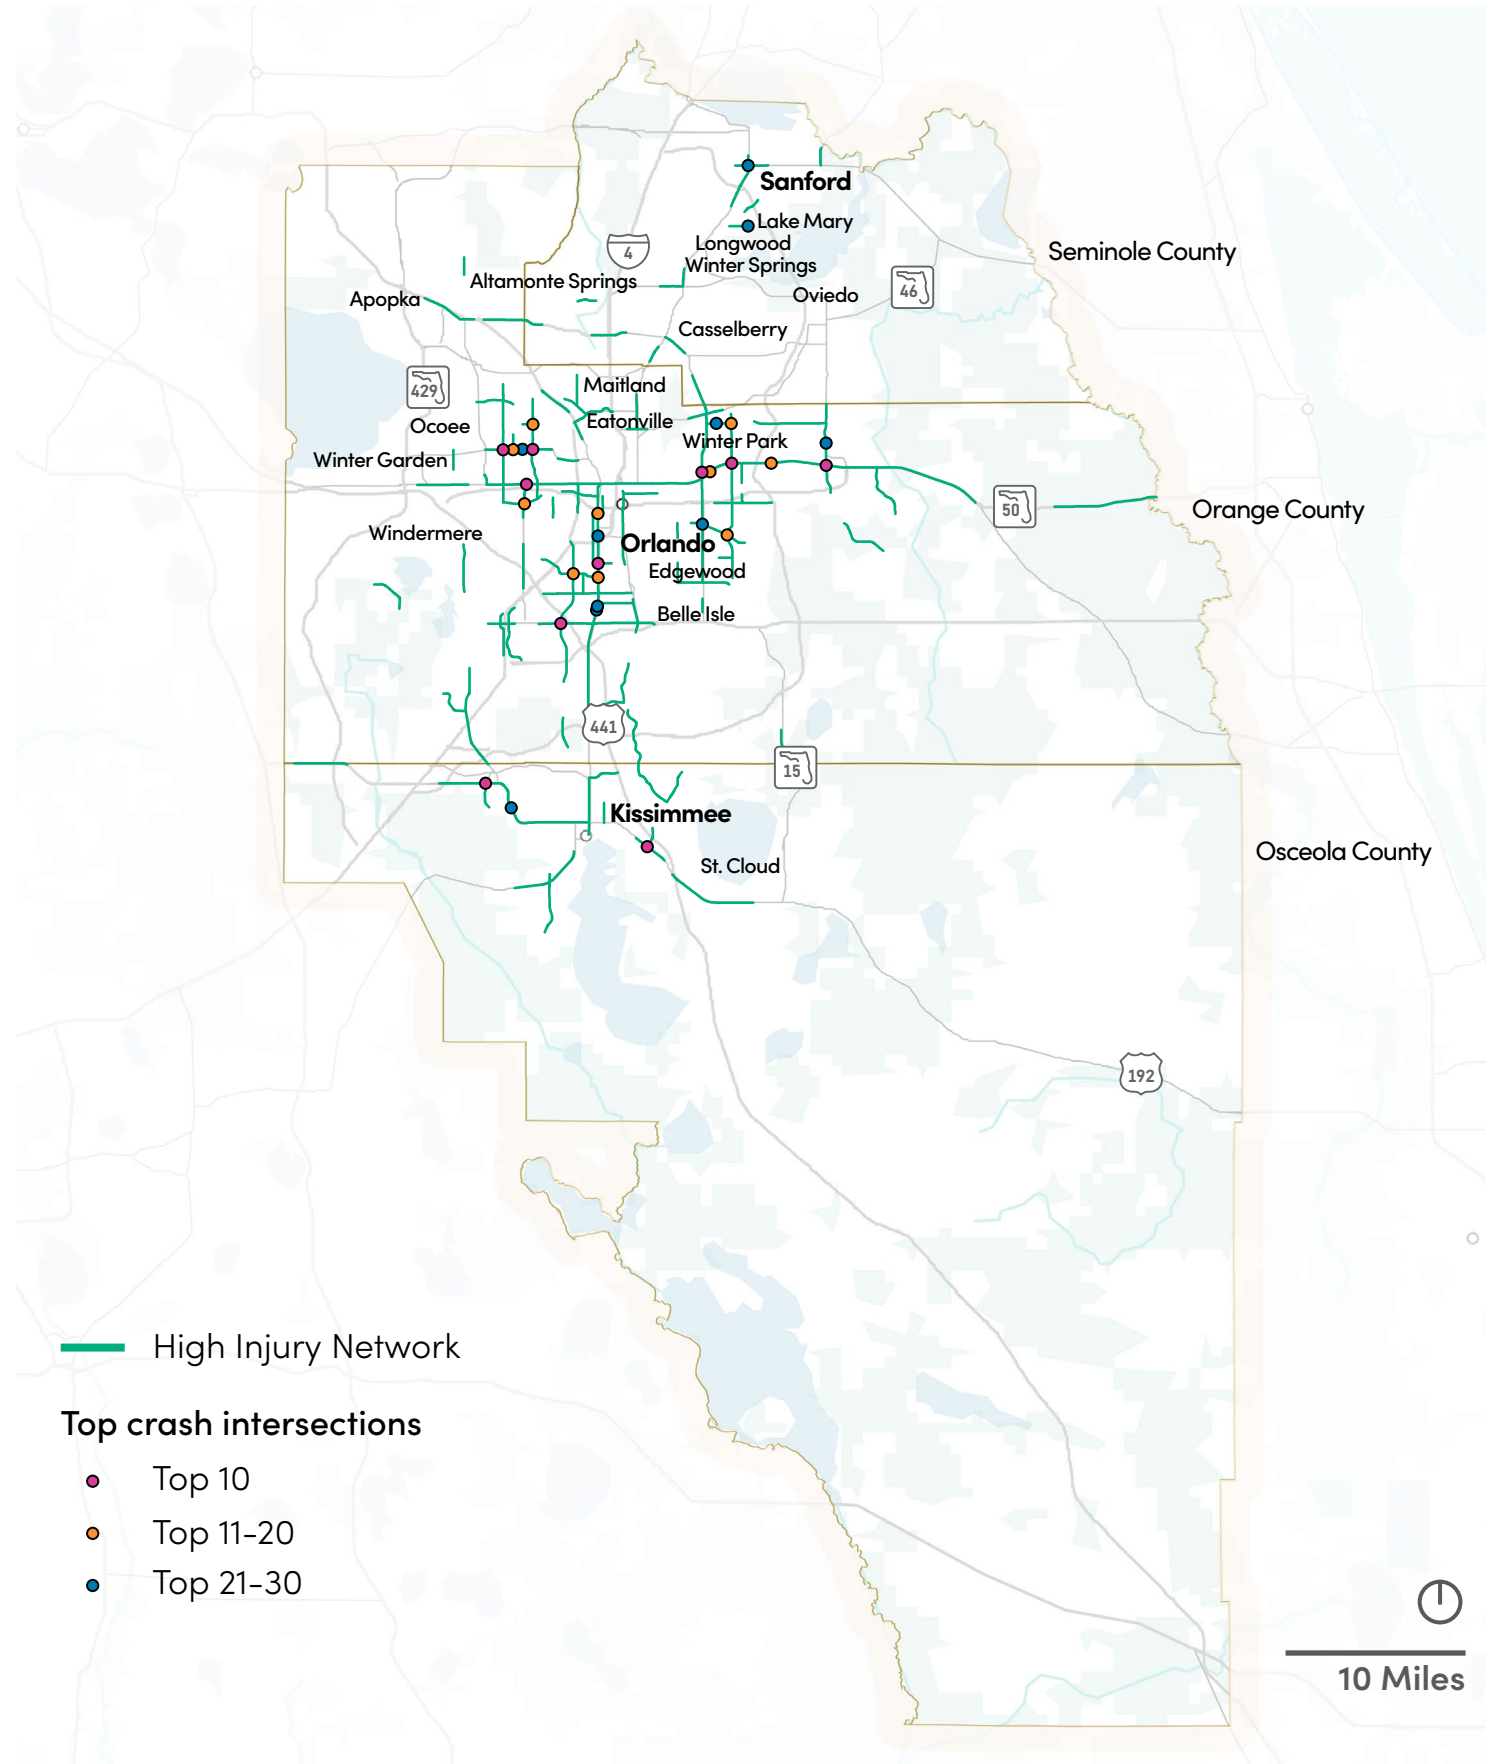 Sanford
Lake Mary
Longwood
Winter Springs
4
Seminole County
Altamonte Springs
46
Oviedo
Apopka
Casselberry
429
Maitland
Eatonville
Ocoee
Winter Park
Winter Garden
50
Orange County
Windermere
Orlando
Edgewood
Belle Isle
441
15
Kissimmee
St. Cloud
Osceola County
192
High Injury Network
Top crash intersections
Top 10
Top 11-20
Top 21-30
10 Miles